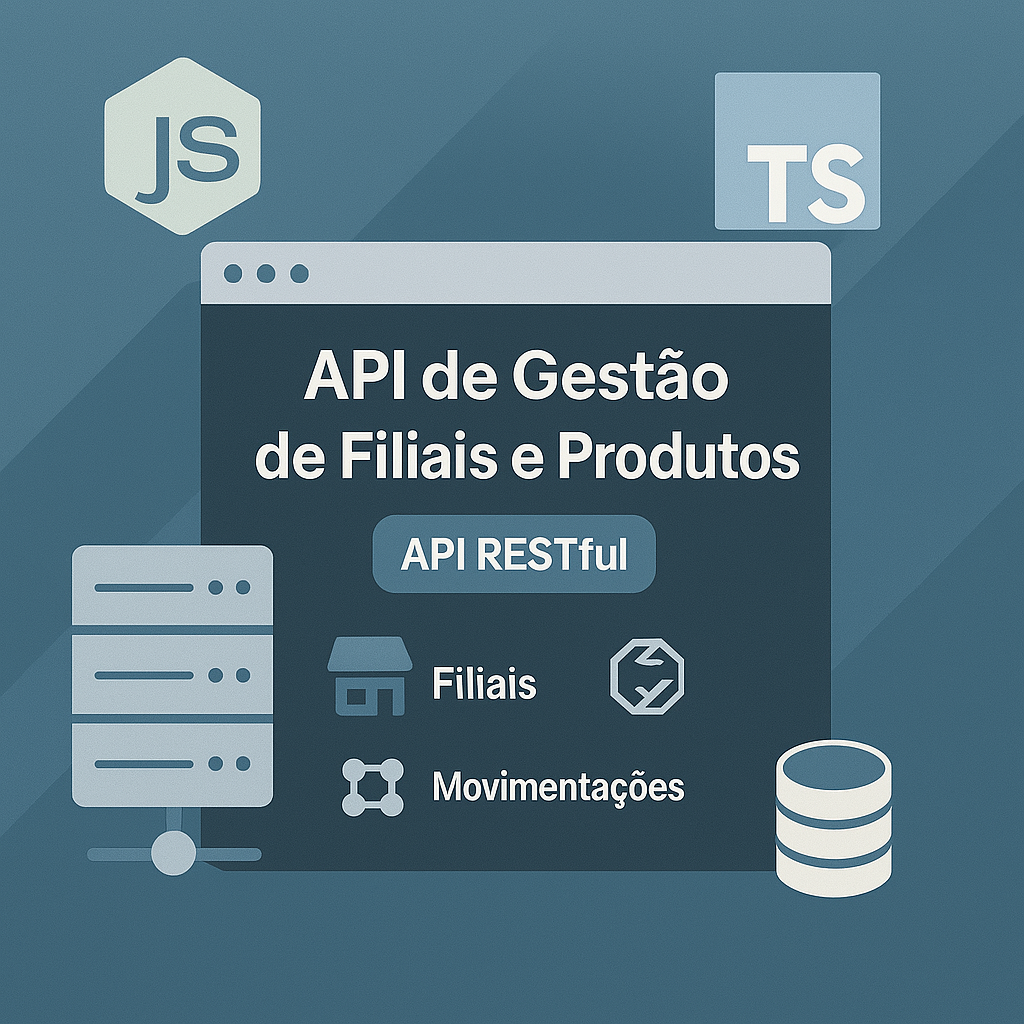 JS
TS
API de Gestão
de Filiais e Produtos
API RESTful
Filiais
Movimentações